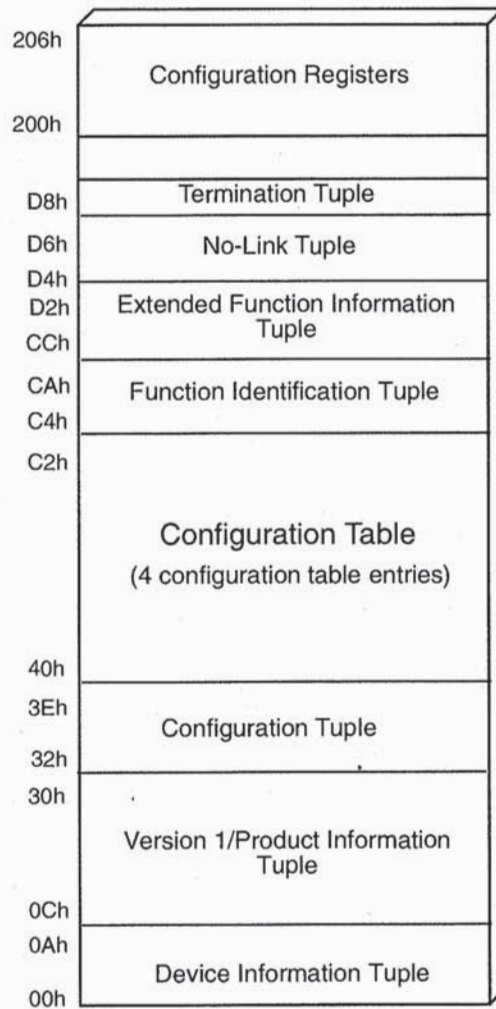 206h
Configuration Registers
200h
Termination Tuple
D8h
D6h
No-Link Tuple
D4h
D2h
Extended Function Information
Tuple
CCh
CAh
Function Identification Tuple
C4h
C2h
Configuration Table
(4 configuration table entries)
40h
3Eh
Configuration Tuple
32h
30h
Version 1/Product Information
Tuple
0Ch
0Ah
Device Information Tuple
00h